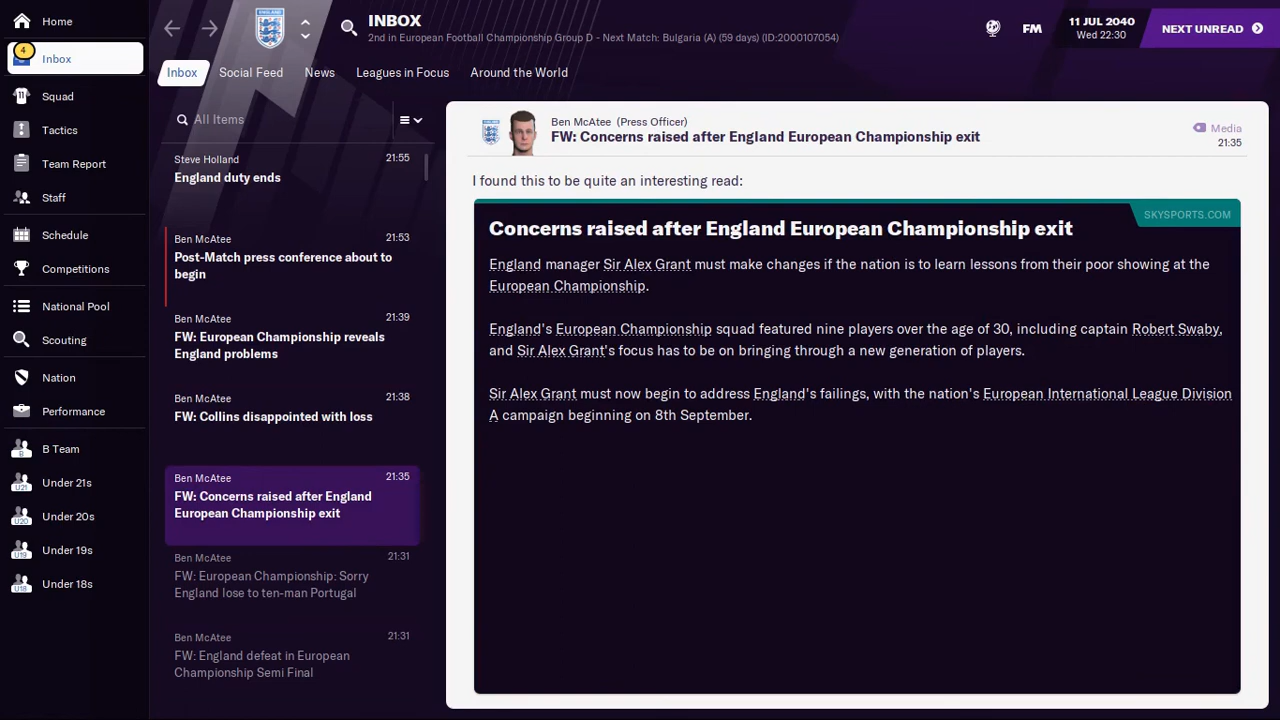 Home
4
Inbox
Squad
Tactics
Team Report
Staff
Schedule
Competitions
National Pool
Scouting
Nation
Performance
B
B Team
U21
Under 21s
U20
Under 20s
U19
Under 19s
U18
Under 18s
ENGLAND
INBOX
2nd in European Football Championship Group D - Next Match: Bulgaria (A) (59 days) (ID:2000107054)
FM
11 JUL 2040
Wed 22:30
NEXT UNREAD
Inbox
Social Feed
News
Leagues in Focus
Around the World
All Items
Steve Holland
21:55
England duty ends
Ben McAtee
21:53
Post-Match press conference about to
begin
Ben McAtee
21:39
FW: European Championship reveals
England problems
Ben McAtee
21:38
FW: Collins disappointed with loss
Ben McAtee
21:35
FW: Concerns raised after England
European Championship exit
Ben McAtee
21:31
FW: European Championship: Sorry
England lose to ten-man Portugal
Ben McAtee
21:31
FW: England defeat in European
Championship Semi Final
Ben McAtee (Press Officer)
FW: Concerns raised after England European Championship exit
Media
21:35
I found this to be quite an interesting read:
SKYSPORTS.COM
Concerns raised after England European Championship exit
England manager Sir Alex Grant must make changes if the nation is to learn lessons from their poor showing at the
European Championship.
England's European Championship squad featured nine players over the age of 30, including captain Robert Swaby,
and Sir Alex Grant's focus has to be on bringing through a new generation of players.
Sir Alex Grant must now begin to address England's failings, with the nation's European International League Division
A campaign beginning on 8th September.